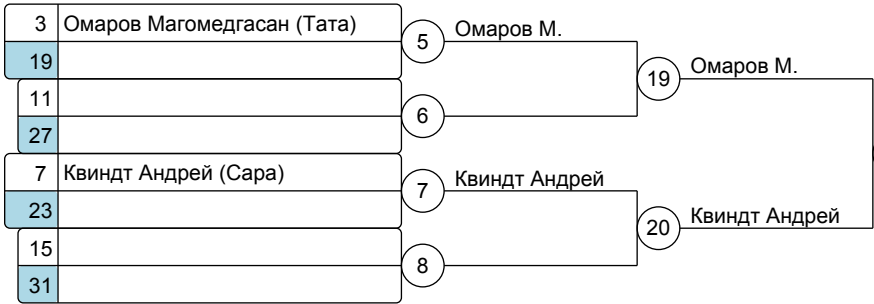 3 Омаров Магомедгасан (Тата)
19
5 Омаров М.
11
27
6
19 Омаров М.
7 Квиндт Андрей (Сара)
23
7 Квиндт Андрей
15
31
8
20 Квиндт Андрей